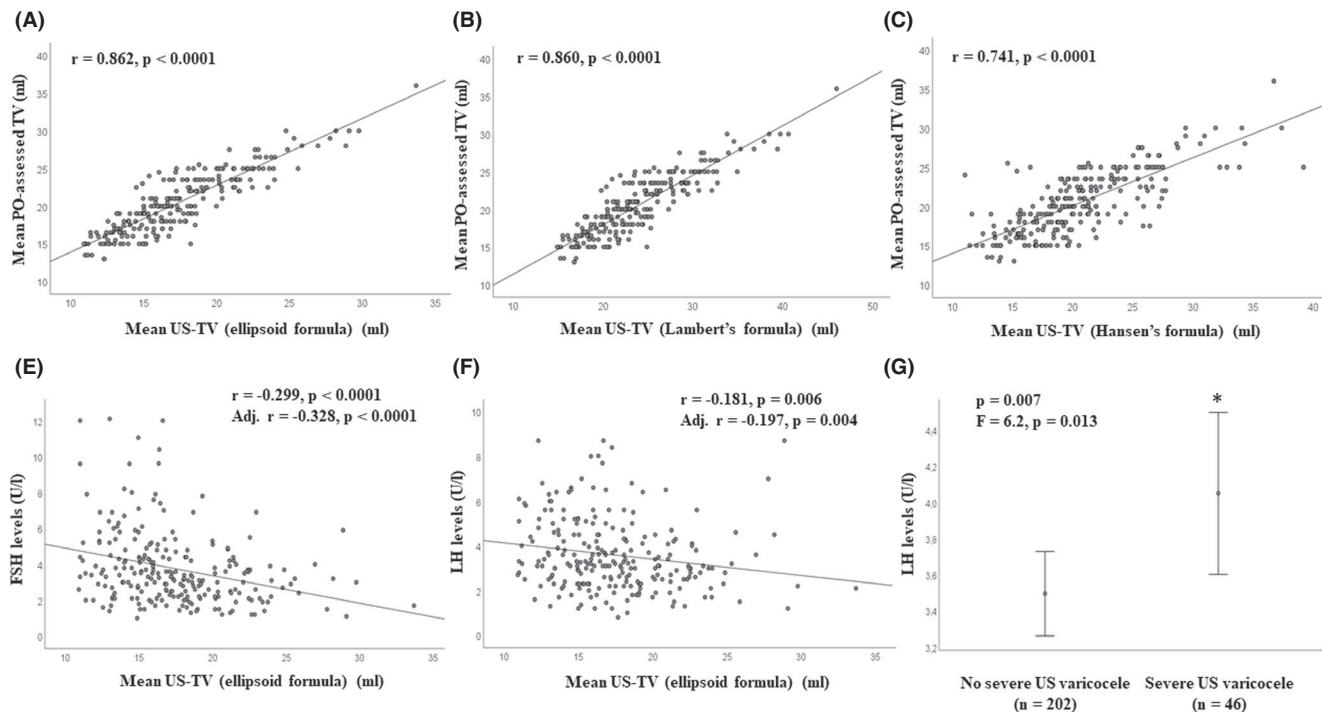 (A)
r = 0.862, p < 0.0001
Mean PO-assessed TV (ml)
40
35
30
25
20
15
10
10 15 20 25 30 35
Mean US-TV (ellipsoid formula) (ml)
(B)
r = 0.860, p < 0.0001
Mean PO-assessed TV (ml)
40
35
30
25
20
15
10
10 20 30 40 50
Mean US-TV (Lambert's formula) (ml)
(C)
r = 0.741, p < 0.0001
Mean PO-assessed TV (ml)
40
35
30
25
20
15
10
10 15 20 25 30 35 40
Mean US-TV (Hansen's formula) (ml)
(E)
r = -0.299, p < 0.0001
Adj. r = -0.328, p < 0.0001
FSH levels (U/l)
12
10
8
6
4
2
0
10 15 20 25 30 35
Mean US-TV (ellipsoid formula) (ml)
(F)
r = -0.181, p = 0.006
Adj. r = -0.197, p = 0.004
LH levels (U/l)
10
8
6
4
2
0
10 15 20 25 30 35
Mean US-TV (ellipsoid formula) (ml)
(G)
p = 0.007
F = 6.2, p = 0.013
*
LH levels (U/l)
4,4
4,2
4,0
3,8
3,6
3,4
3,2
No severe US varicocele Severe US varicocele
(n = 202) (n = 46)